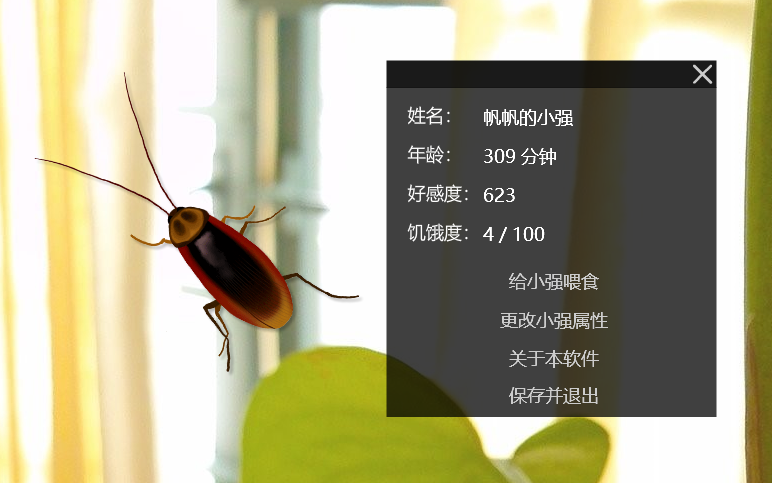 姓名： 帆帆的小强
年龄： 309 分钟
好感度： 623
饥饿度： 4 / 100
给小强喂食
更改小强属性
关于本软件
保存并退出